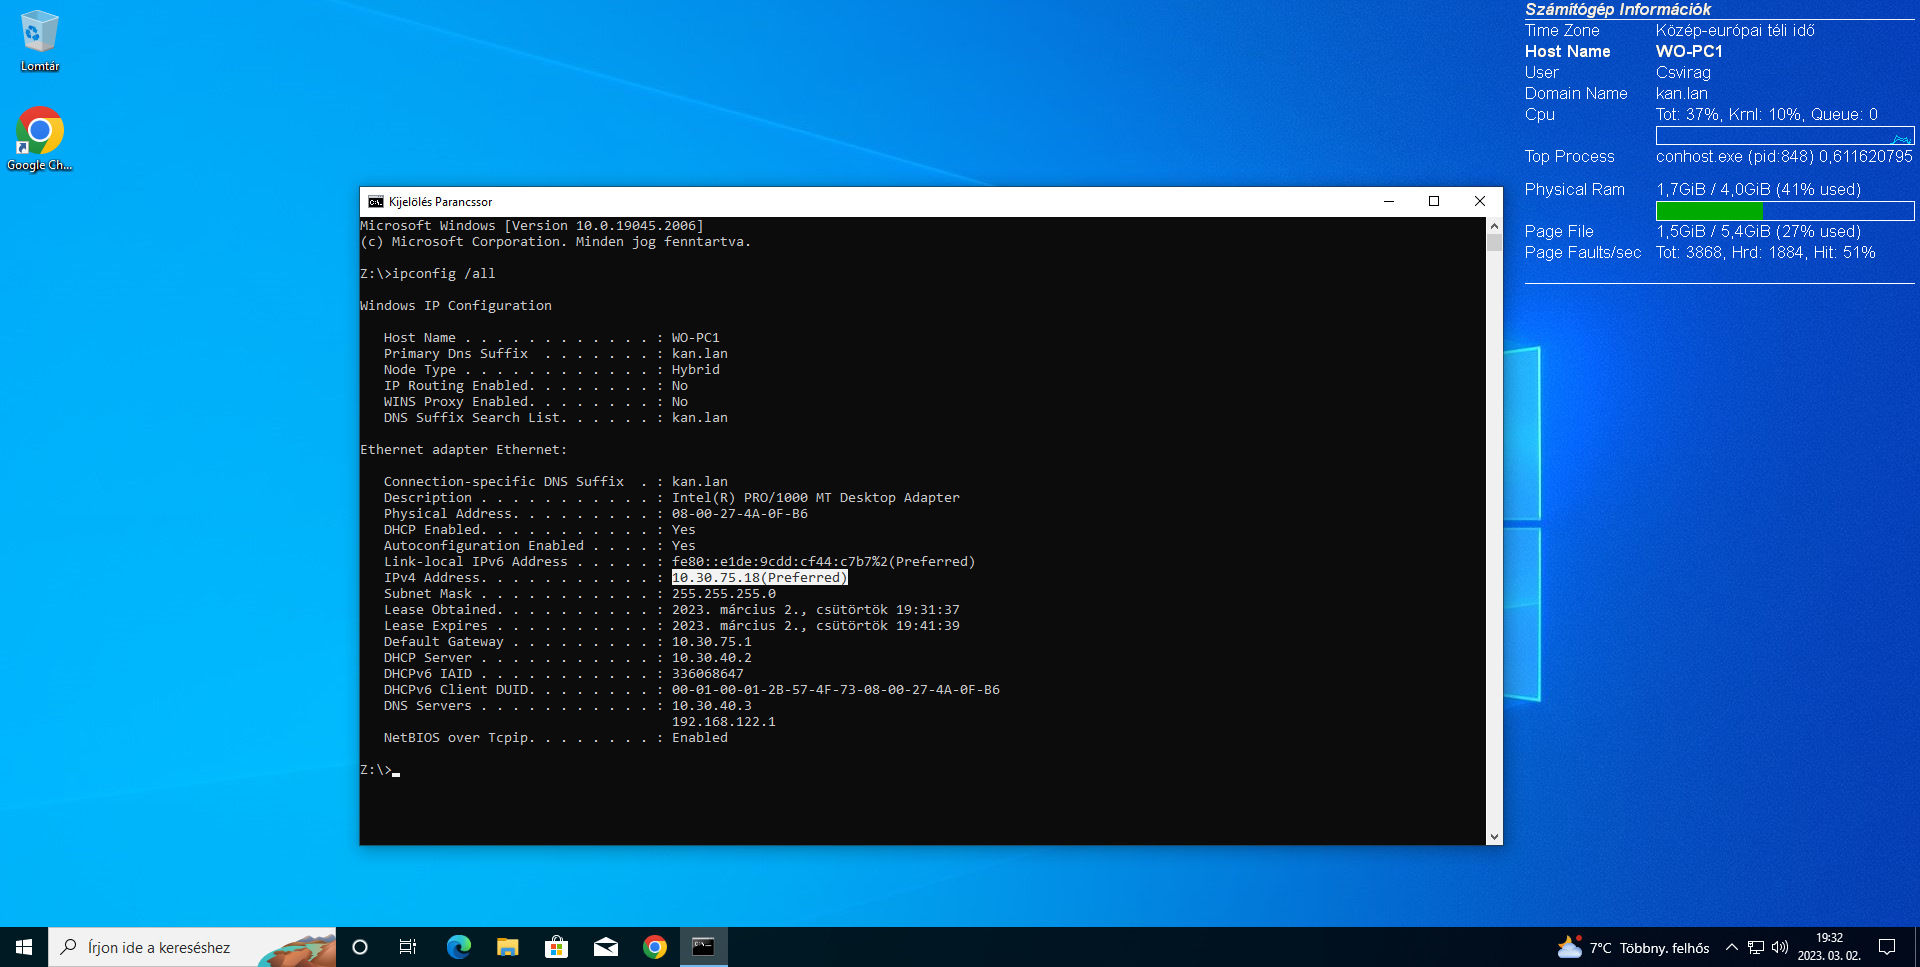 Lomtár
Google Ch...
Számítógép Információk
Time Zone Közép-európai téli idő
Host Name WO-PC1
User Csvirag
Domain Name kan.lan
Cpu Tot: 37%, Krnl: 10%, Queue: 0
Top Process conhost.exe (pid:848) 0,611620795
Physical Ram 1,7GiB / 4,0GiB (41% used)
Page File 1,5GiB / 5,4GiB (27% used)
Page Faults/sec Tot: 3868, Hrd: 1884, Hit: 51%
Kijelölés Parancssor
Microsoft Windows [Version 10.0.19045.2006]
(c) Microsoft Corporation. Minden jog fenntartva.
Z:\>ipconfig /all
Windows IP Configuration
Host Name . . . . . . . . . . . . : WO-PC1
Primary Dns Suffix  . . . . . . . : kan.lan
Node Type . . . . . . . . . . . . : Hybrid
IP Routing Enabled. . . . . . . . : No
WINS Proxy Enabled. . . . . . . . : No
DNS Suffix Search List. . . . . . : kan.lan
Ethernet adapter Ethernet:
Connection-specific DNS Suffix  . : kan.lan
Description . . . . . . . . . . . : Intel(R) PRO/1000 MT Desktop Adapter
Physical Address. . . . . . . . . : 08-00-27-4A-0F-B6
DHCP Enabled. . . . . . . . . . . : Yes
Autoconfiguration Enabled . . . . : Yes
Link-local IPv6 Address . . . . . : fe80::e1de:9cdd:cf44:c7b7%2(Preferred)
IPv4 Address. . . . . . . . . . . : 10.30.75.18(Preferred)
Subnet Mask . . . . . . . . . . . : 255.255.255.0
Lease Obtained. . . . . . . . . . : 2023. március 2., csütörtök 19:31:37
Lease Expires . . . . . . . . . . : 2023. március 2., csütörtök 19:41:39
Default Gateway . . . . . . . . . : 10.30.75.1
DHCP Server . . . . . . . . . . . : 10.30.40.2
DHCPv6 IAID . . . . . . . . . . . : 336068647
DHCPv6 Client DUID. . . . . . . . : 00-01-00-01-2B-57-4F-73-08-00-27-4A-0F-B6
DNS Servers . . . . . . . . . . . : 10.30.40.3
192.168.122.1
NetBIOS over Tcpip. . . . . . . . : Enabled
Z:\>
Írjon ide a kereséshez
7°C Többny. felhős
19:32
2023. 03. 02.